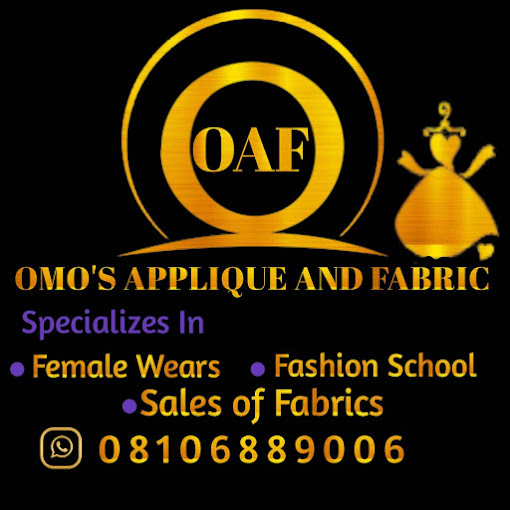 OAF
OMO'S APPLIQUE AND FABRIC
Specializes In
• Female Wears • Fashion School
• Sales of Fabrics
08106889006